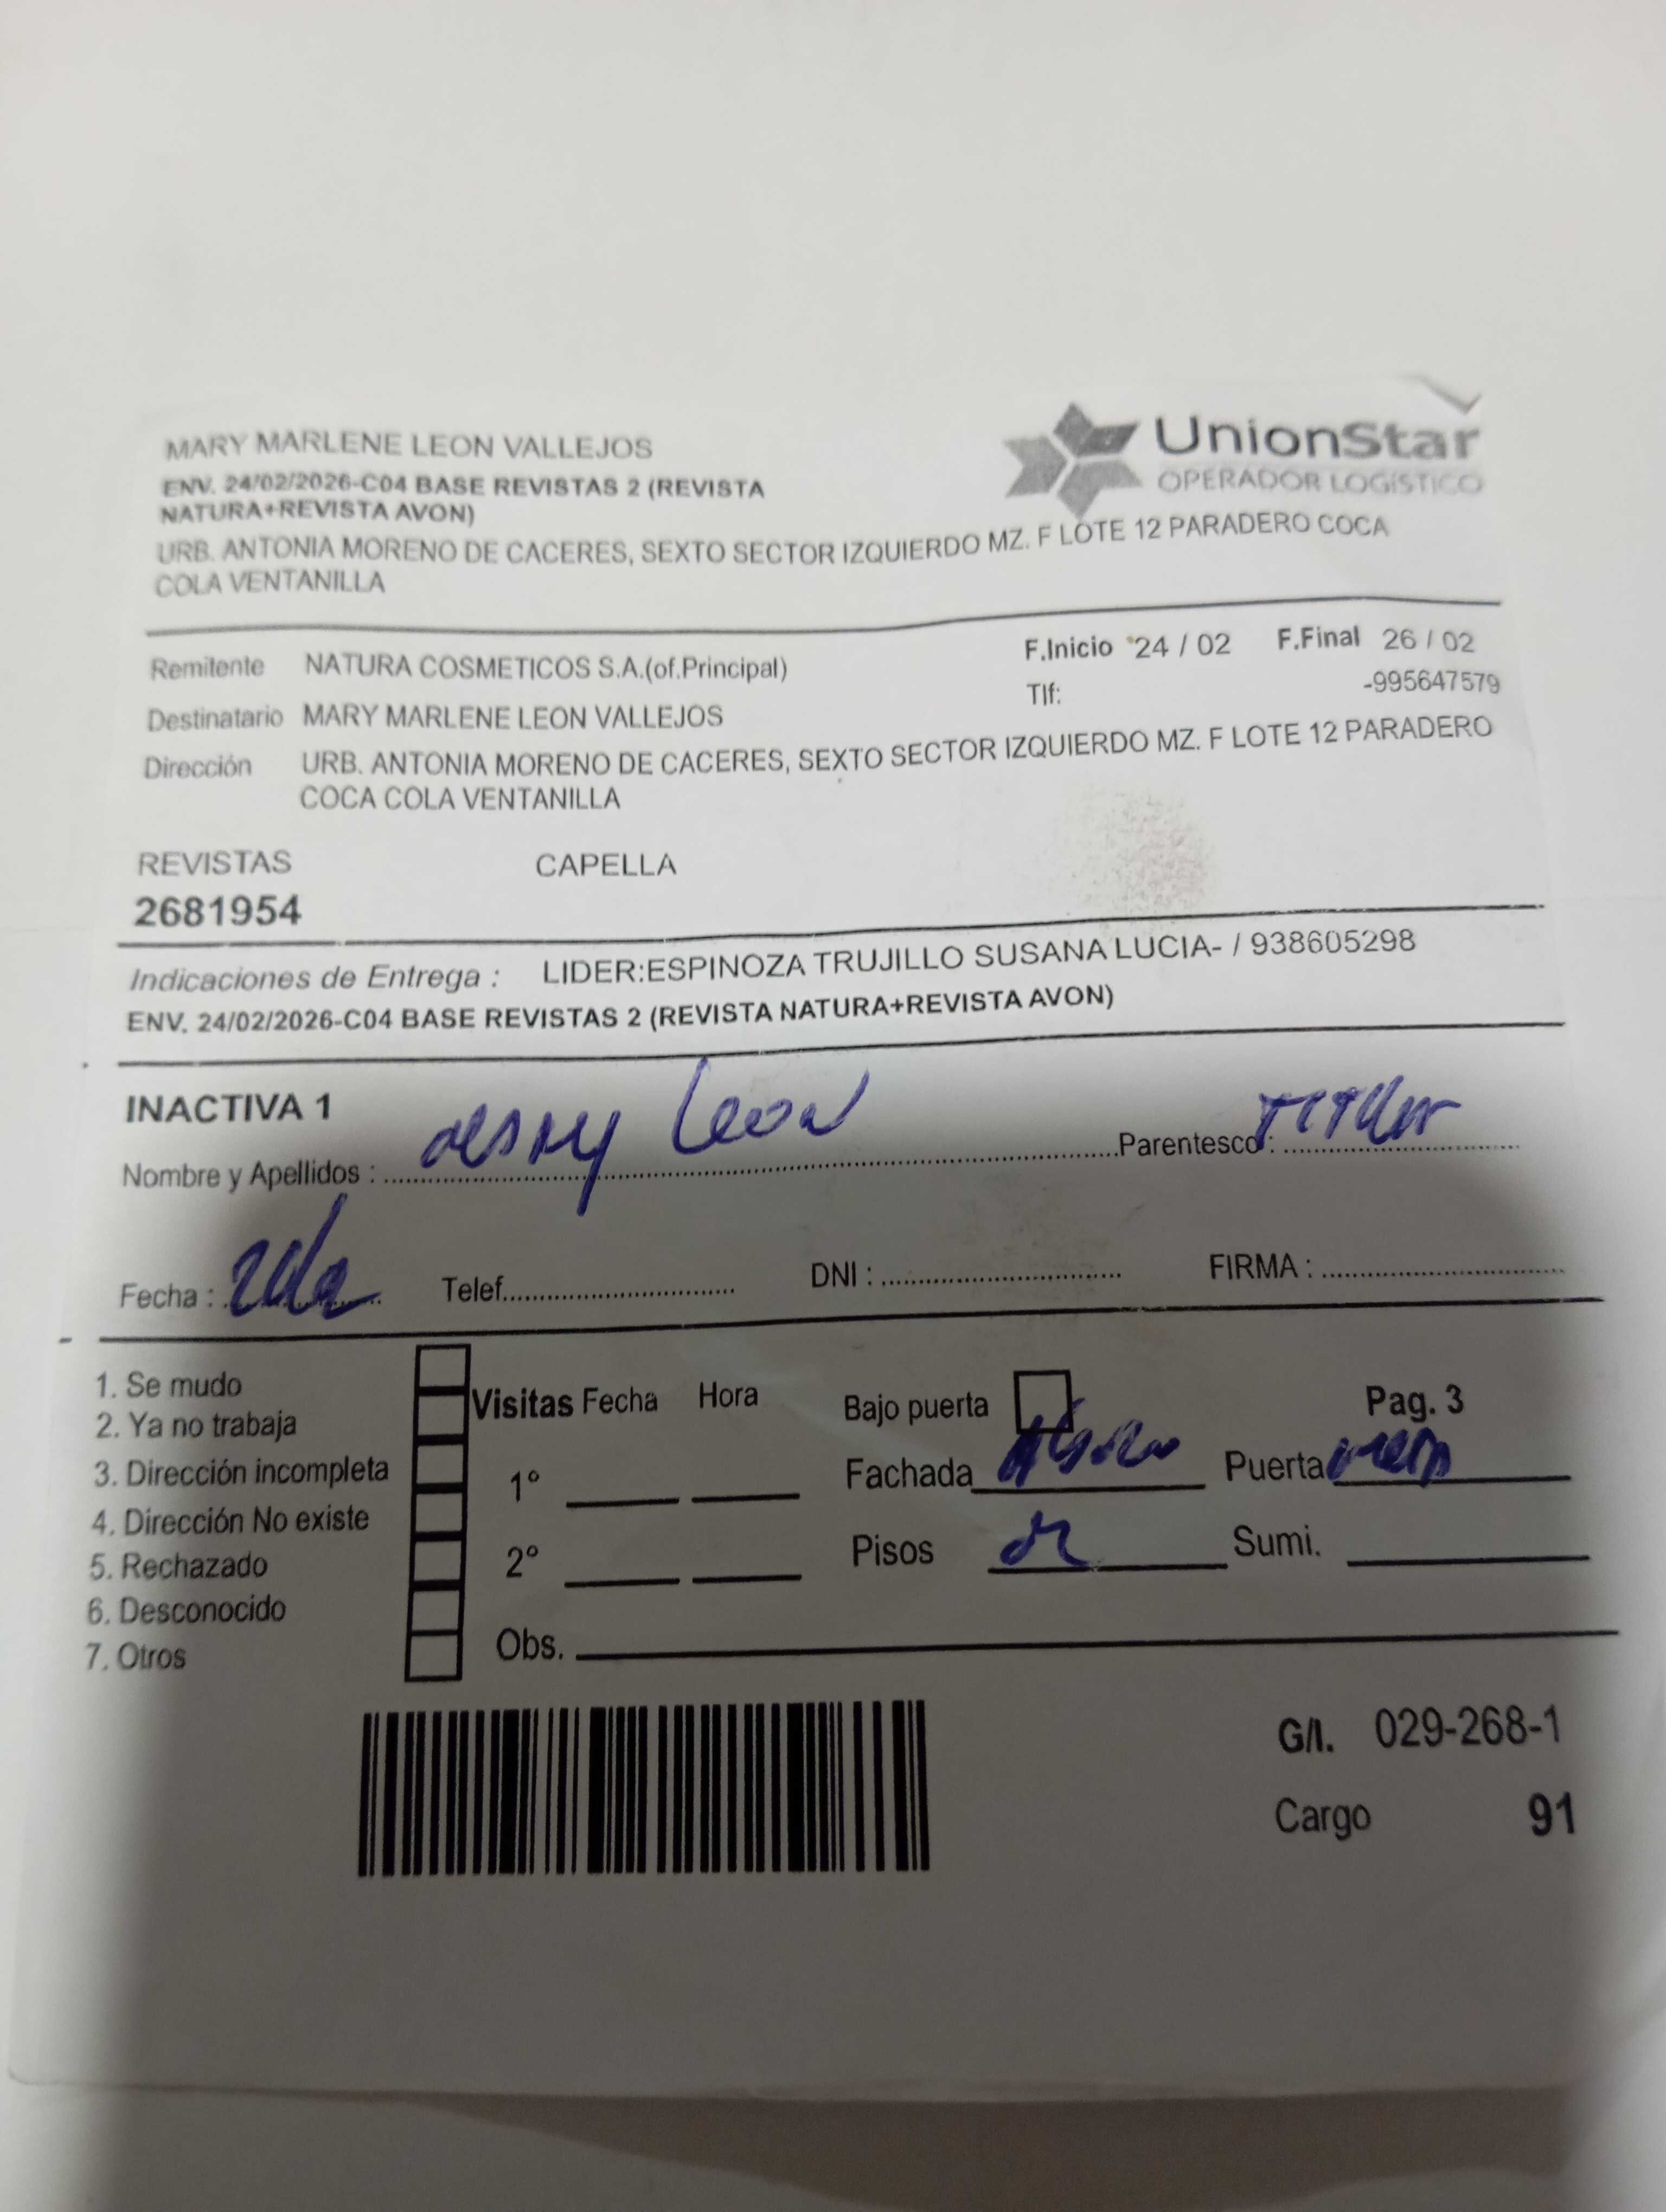 MARY MARLENE LEON VALLEJOS
ENV. 24/02/2026-C04 BASE REVISTAS 2 (REVISTA
NATURA+REVISTA AVON)
UnionStar
OPERADOR LOGÍSTICO
URB. ANTONIA MORENO DE CACERES, SEXTO SECTOR IZQUIERDO MZ. F LOTE 12 PARADERO COCA
COLA VENTANILLA
Remitente NATURA COSMETICOS S.A.(of.Principal) F.Inicio 24 / 02 F.Final 26 / 02
Tlf: -995647579
Destinatario MARY MARLENE LEON VALLEJOS
Dirección URB. ANTONIA MORENO DE CACERES, SEXTO SECTOR IZQUIERDO MZ. F LOTE 12 PARADERO
COCA COLA VENTANILLA
REVISTAS CAPELLA
2681954
Indicaciones de Entrega : LIDER:ESPINOZA TRUJILLO SUSANA LUCIA- / 938605298
ENV. 24/02/2026-C04 BASE REVISTAS 2 (REVISTA NATURA+REVISTA AVON)
INACTIVA 1
Nombre y Apellidos : Leon Parentesco :
Fecha : Telef. DNI : FIRMA :
1. Se mudo
2. Ya no trabaja
3. Dirección incompleta
4. Dirección No existe
5. Rechazado
6. Desconocido
7. Otros
Visitas Fecha Hora
1º
2º
Obs.
Bajo puerta Pag. 3
Fachada Puerta
Pisos Sumi.
G/I. 029-268-1
Cargo 91